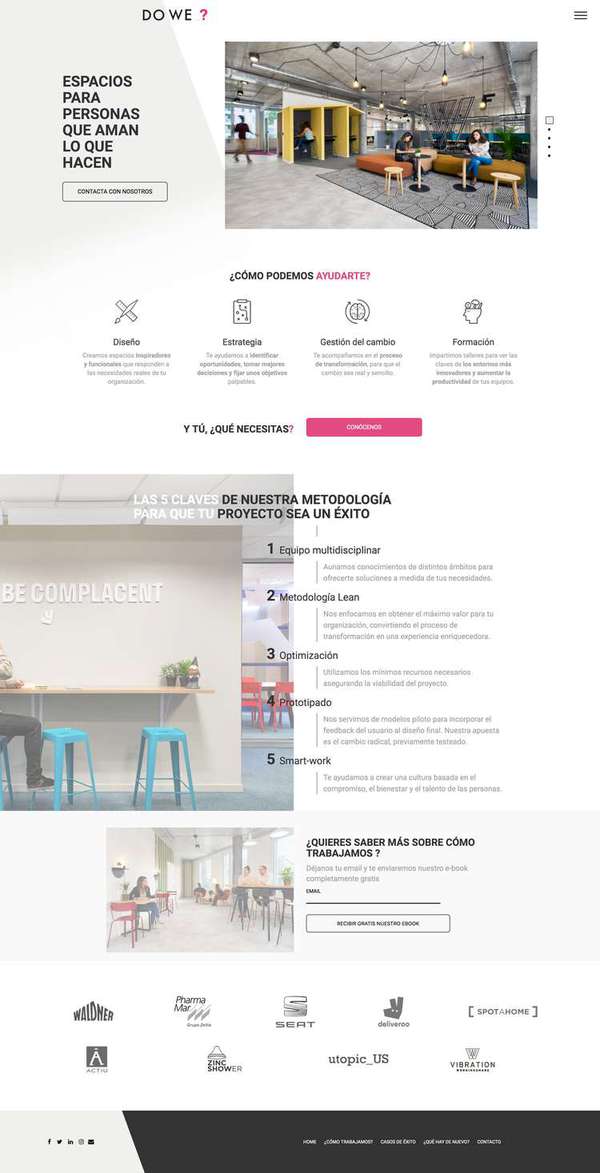 DO WE ?
ESPACIOS
PARA
PERSONAS
QUE AMAN
LO QUE
HACEN
CONTACTA CON NOSOTROS
¿CÓMO PODEMOS AYUDARTE?
Diseño
Creamos espacios inspiradores
y funcionales que responden a
las necesidades reales de tu
organización.
Estrategia
Te ayudamos a identificar
oportunidades, tomar mejores
decisiones y fijar unos objetivos
palpables.
Gestión del cambio
Te acompañamos en el proceso
de transformación, para que el
cambio sea real y sencillo.
Formación
Impartimos talleres para ver las
claves de los entornos más
innovadores y aumentar la
productividad de tus equipos.
Y TÚ, ¿QUÉ NECESITAS?
CONÓCENOS
LAS 5 CLAVES DE NUESTRA METODOLOGÍA
PARA QUE TU PROYECTO SEA UN ÉXITO
1 Equipo multidisciplinar
Aunamos conocimientos de distintos ámbitos para
ofrecerte soluciones a medida de tus necesidades.
BE COMPLACENT
y
2 Metodología Lean
Nos enfocamos en obtener el máximo valor para tu
organización, convirtiendo el proceso de
transformación en una experiencia enriquecedora.
3 Optimización
Utilizamos los mínimos recursos necesarios
asegurando la viabilidad del proyecto.
4 Prototipado
Nos servimos de modelos piloto para incorporar el
feedback del usuario al diseño final. Nuestra apuesta
es el cambio radical, previamente testeado.
5 Smart-work
Te ayudamos a crear una cultura basada en el
compromiso, el bienestar y el talento de las personas.
¿QUIERES SABER MÁS SOBRE CÓMO
TRABAJAMOS ?
Déjanos tu email y te enviaremos nuestro e-book
completamente gratis
EMAIL
RECIBIR GRATIS NUESTRO EBOOK
WALDNER
Pharma
Mar
Grupo Zeltia
SEAT
deliveroo
[ SPOTAHOME ]
ACTIU
ZINC
SHOWER
utopic_US
VIBRATION
WORKINGSHARE
HOME ¿CÓMO TRABAJAMOS? CASOS DE ÉXITO ¿QUÉ HAY DE NUEVO? CONTACTO